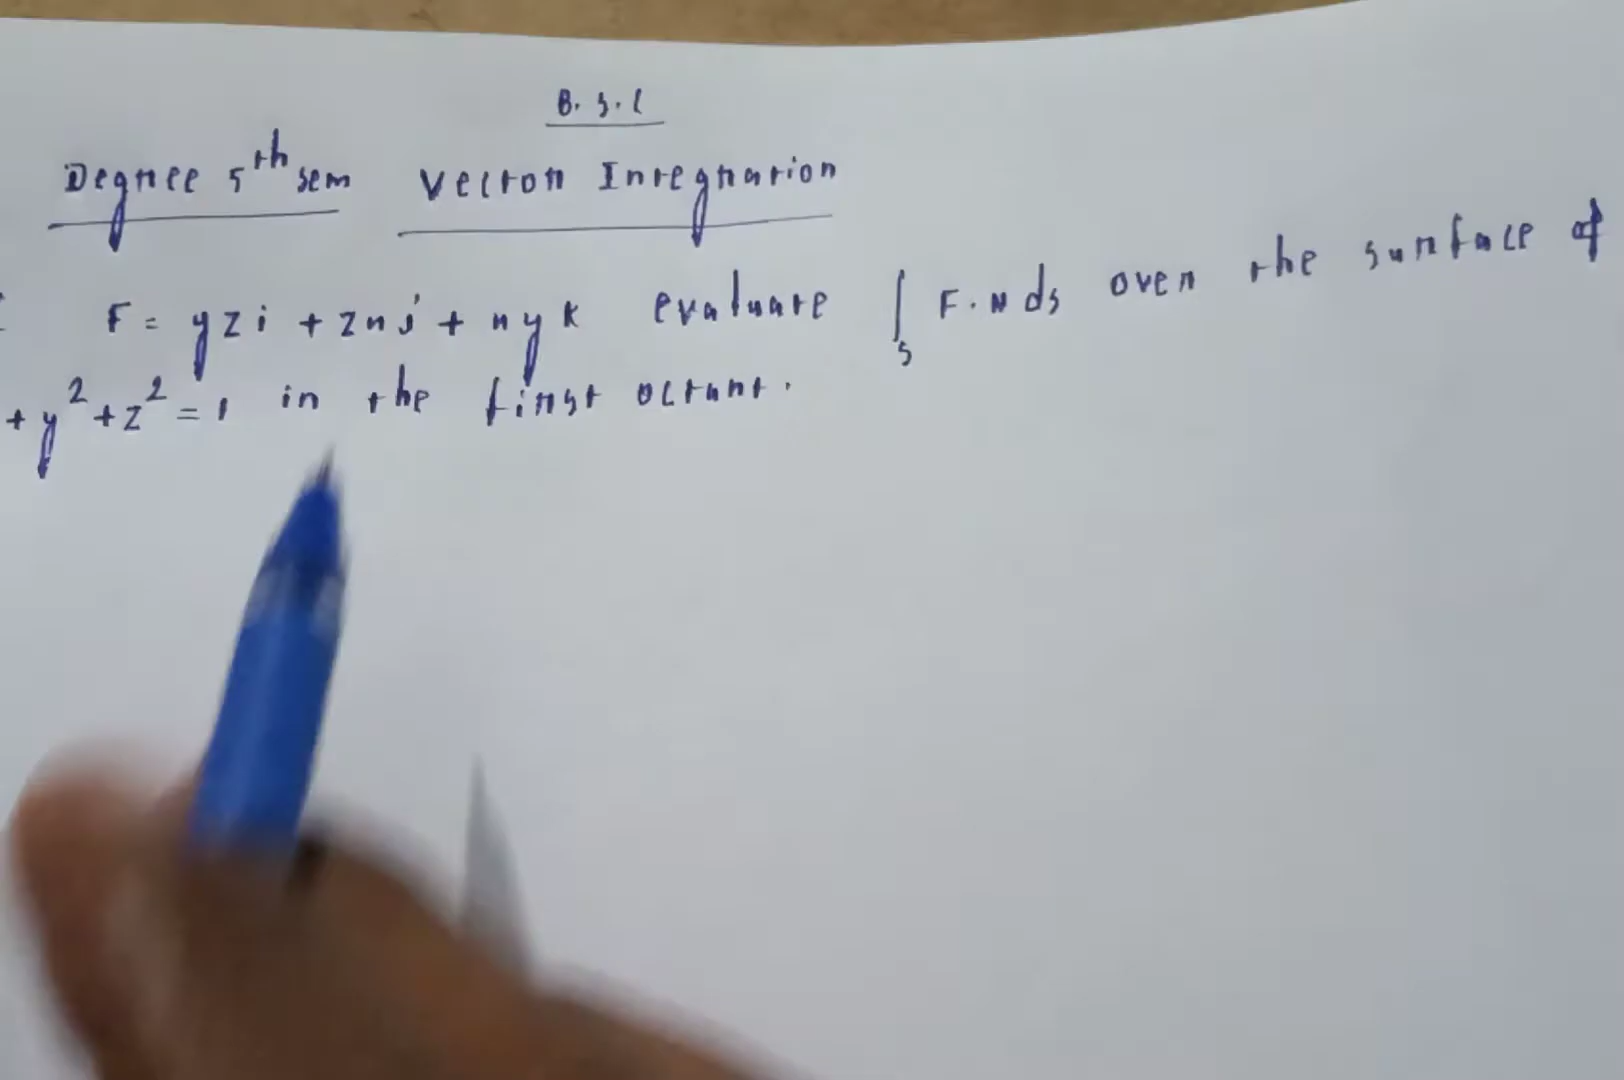 B.S.C
Degree 5th sem Vector Integration
F = yzi + zxj + xyk evaluate ∫s F.N ds over the surface of
+ y² + z² = 1 in the first octant.